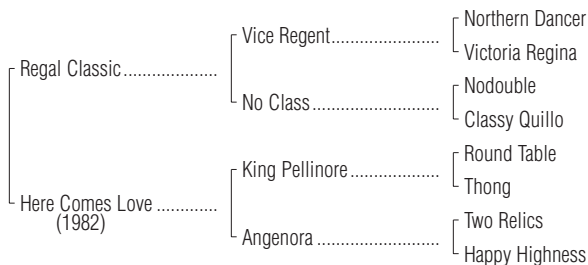 Northern Dancer
Vice Regent
Victoria Regina
Regal Classic
Nodouble
No Class
Classy Quillo
Round Table
King Pellinore
Thong
Here Comes Love
(1982)
Two Relics
Angenora
Happy Highness